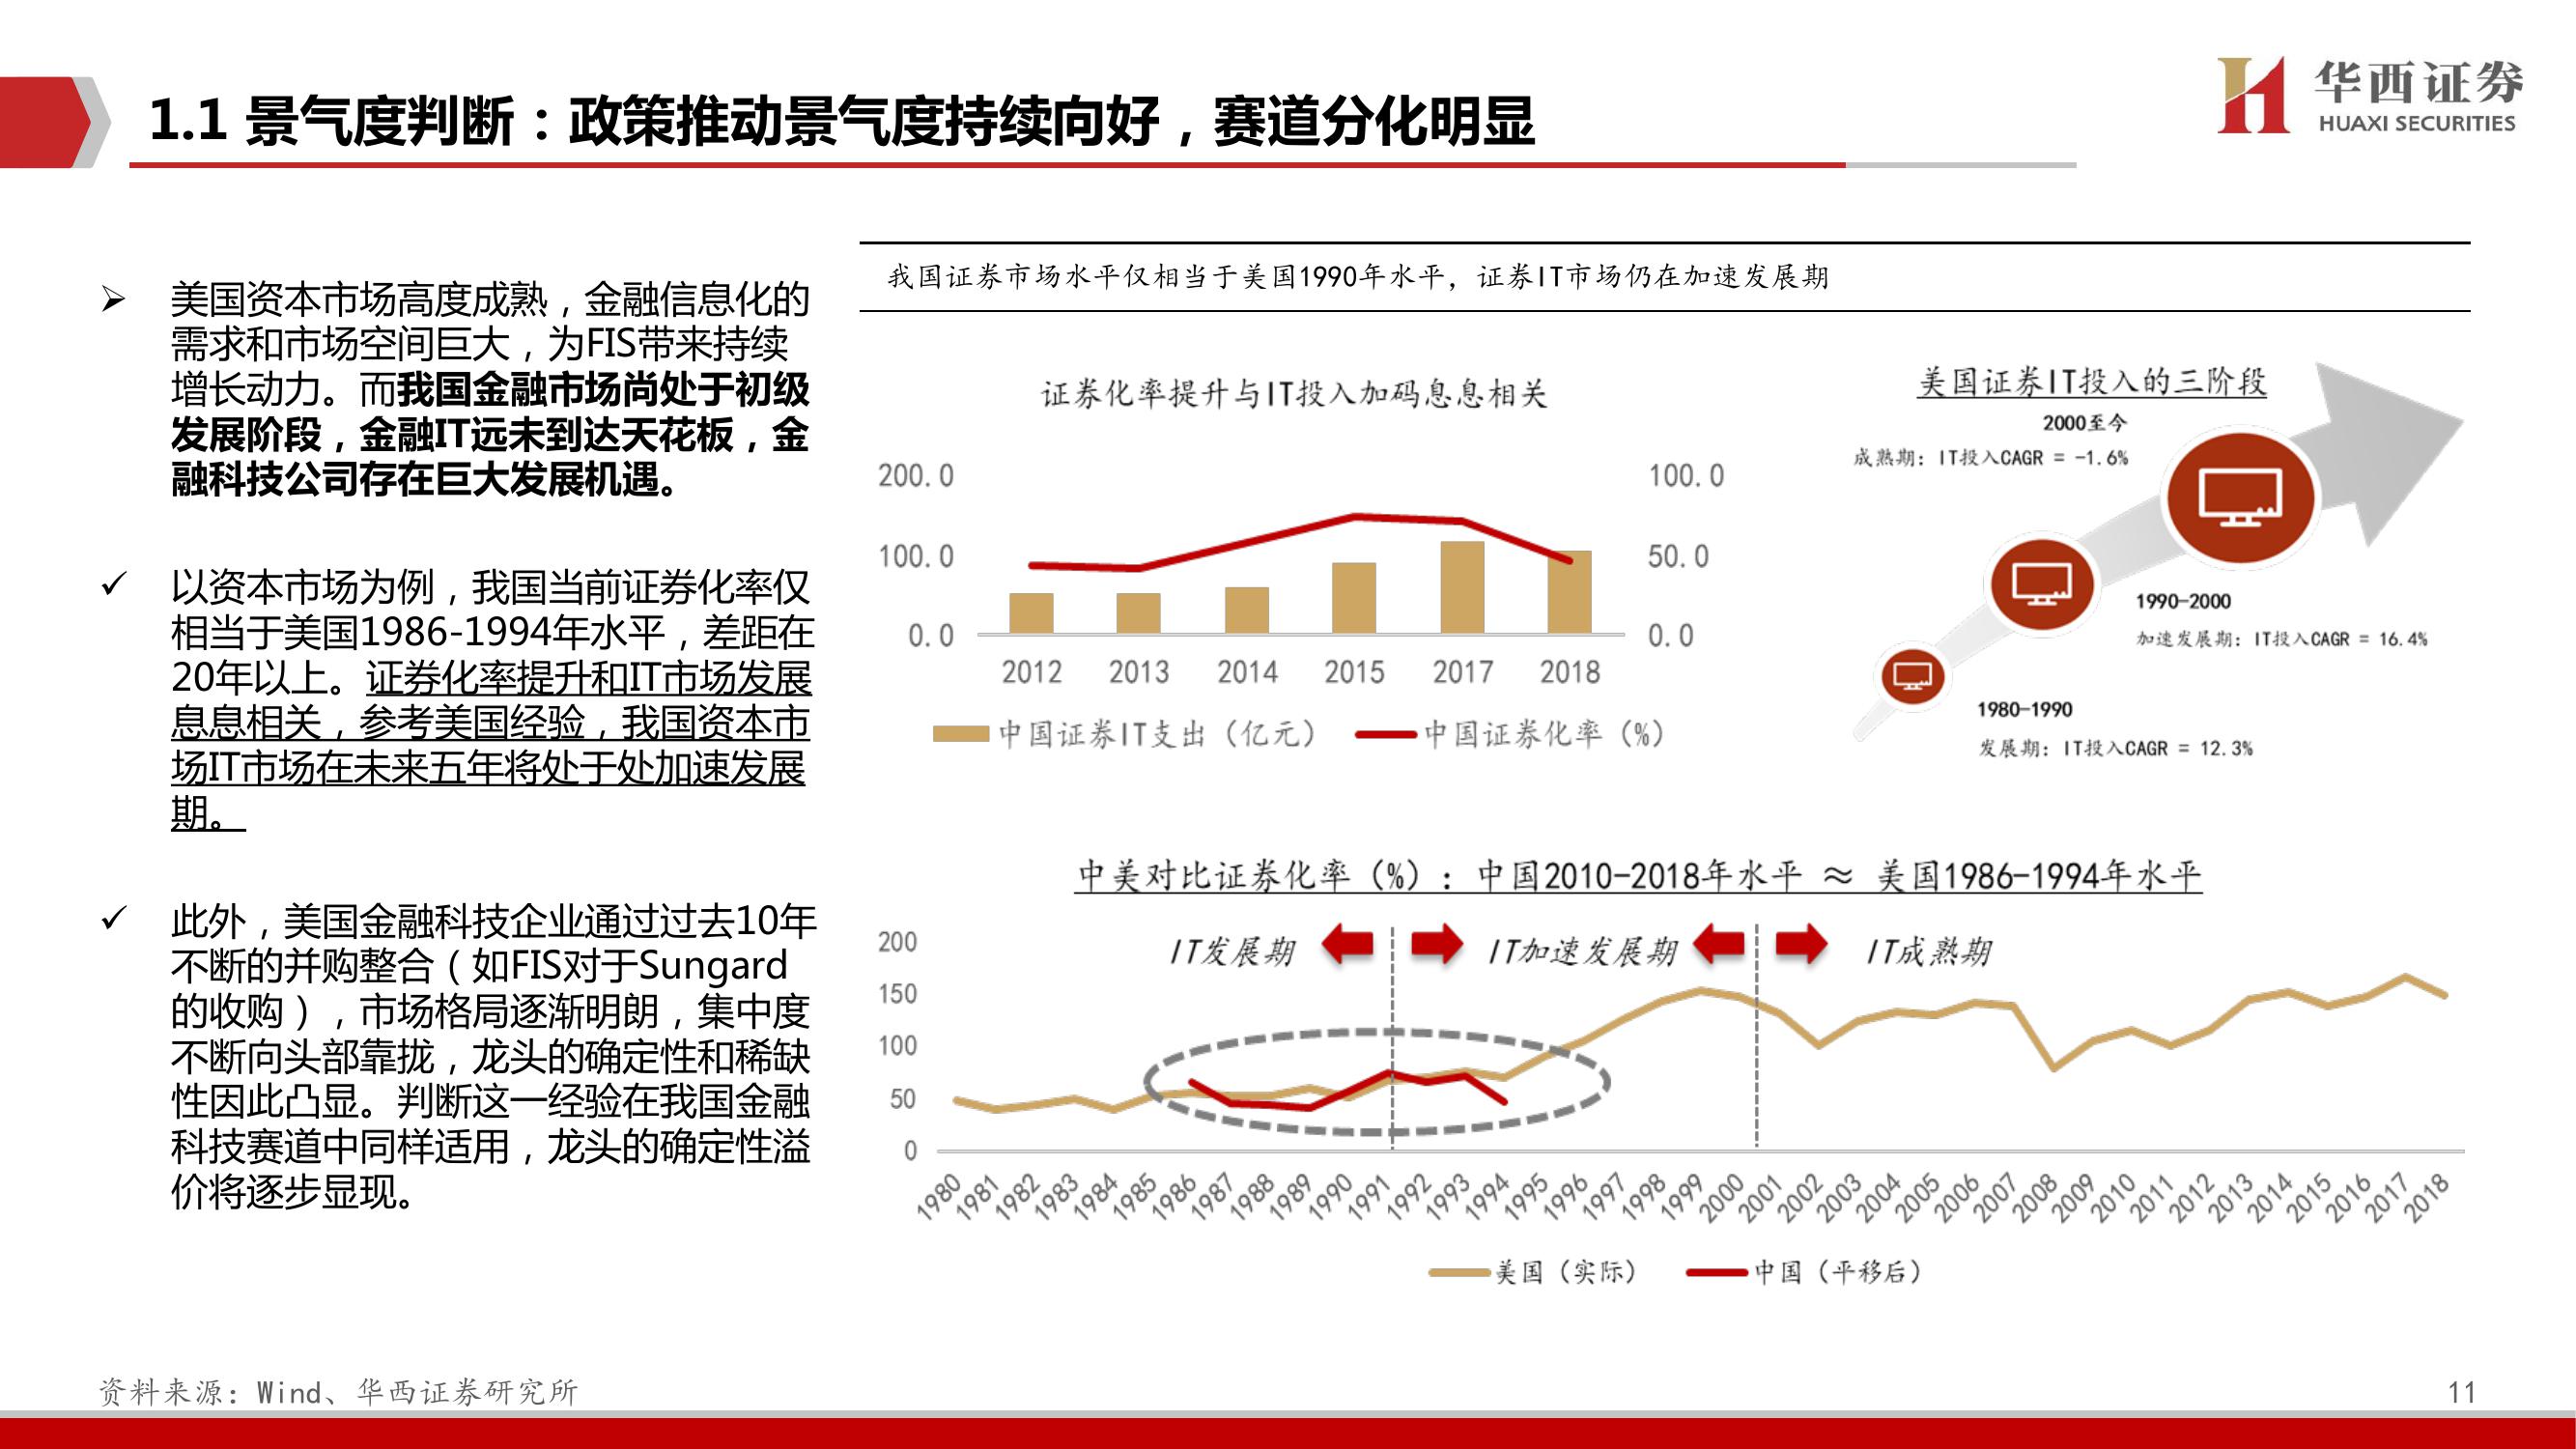 1.1 景气度判断：政策推动景气度持续向好，赛道分化明显
华西证券
HUAXI SECURITIES
美国资本市场高度成熟，金融信息化的
需求和市场空间巨大，为FIS带来持续
增长动力。而我国金融市场尚处于初级
发展阶段，金融IT远未到达天花板，金
融科技公司存在巨大发展机遇。
以资本市场为例，我国当前证券化率仅
相当于美国1986-1994年水平，差距在
20年以上。证券化率提升和IT市场发展
息息相关，参考美国经验，我国资本市
场IT市场在未来五年将处于处加速发展
期。
此外，美国金融科技企业通过过去10年
不断的并购整合（如FIS对于Sungard
的收购），市场格局逐渐明朗，集中度
不断向头部靠拢，龙头的确定性和稀缺
性因此凸显。判断这一经验在我国金融
科技赛道中同样适用，龙头的确定性溢
价将逐步显现。
我国证券市场水平仅相当于美国1990年水平，证券IT市场仍在加速发展期
证券化率提升与IT投入加码息息相关
200.0
100.0
0.0
100.0
50.0
0.0
2012 2013 2014 2015 2017 2018
中国证券IT支出（亿元） 中国证券化率（%）
美国证券IT投入的三阶段
2000至今
成熟期：IT投入CAGR = -1.6%
1990-2000
加速发展期：IT投入CAGR = 16.4%
1980-1990
发展期：IT投入CAGR = 12.3%
中美对比证券化率（%）：中国2010-2018年水平 ≈ 美国1986-1994年水平
IT发展期 IT加速发展期 IT成熟期
200
150
100
50
0
1980 1981 1982 1983 1984 1985 1986 1987 1988 1989 1990 1991 1992 1993 1994 1995 1996 1997 1998 1999 2000 2001 2002 2003 2004 2005 2006 2007 2008 2009 2010 2011 2012 2013 2014 2015 2016 2017 2018
美国（实际） 中国（平移后）
资料来源：Wind、华西证券研究所
11